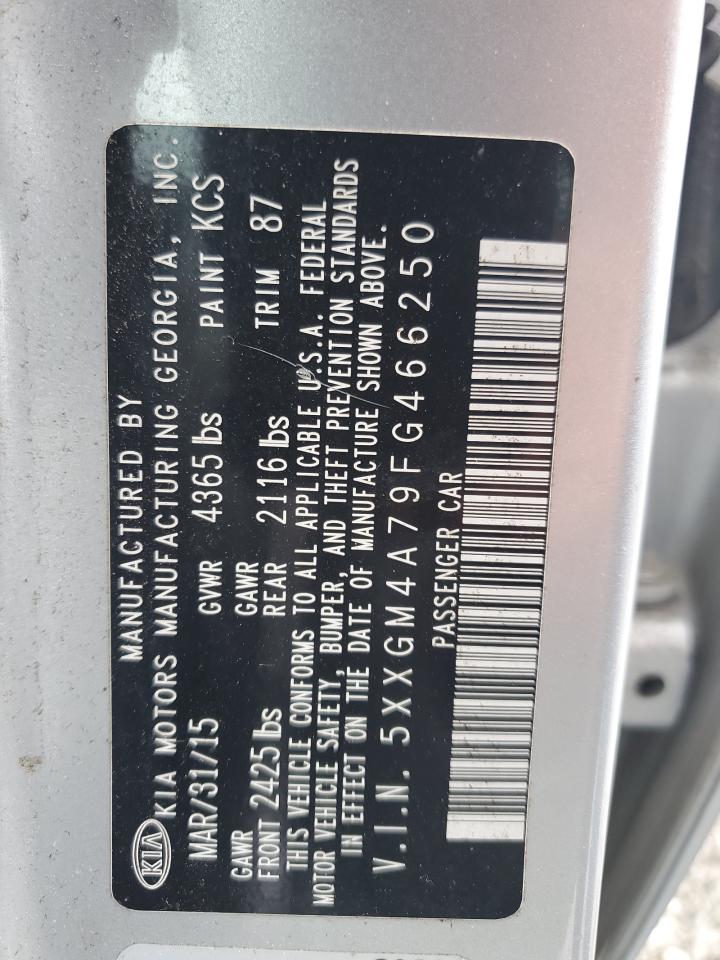 MANUFACTURED BY
KIA KIA MOTORS MANUFACTURING GEORGIA, INC.
MAR/31/15 GVWR 4365 lbs PAINT KCS
GAWR GAWR
FRONT 2425 lbs REAR 2116 lbs TRIM 87
THIS VEHICLE CONFORMS TO ALL APPLICABLE U.S.A. FEDERAL
MOTOR VEHICLE SAFETY, BUMPER, AND THEFT PREVENTION STANDARDS
IN EFFECT ON THE DATE OF MANUFACTURE SHOWN ABOVE.
V.I.N. 5XXGM4A79FG466250
PASSENGER CAR